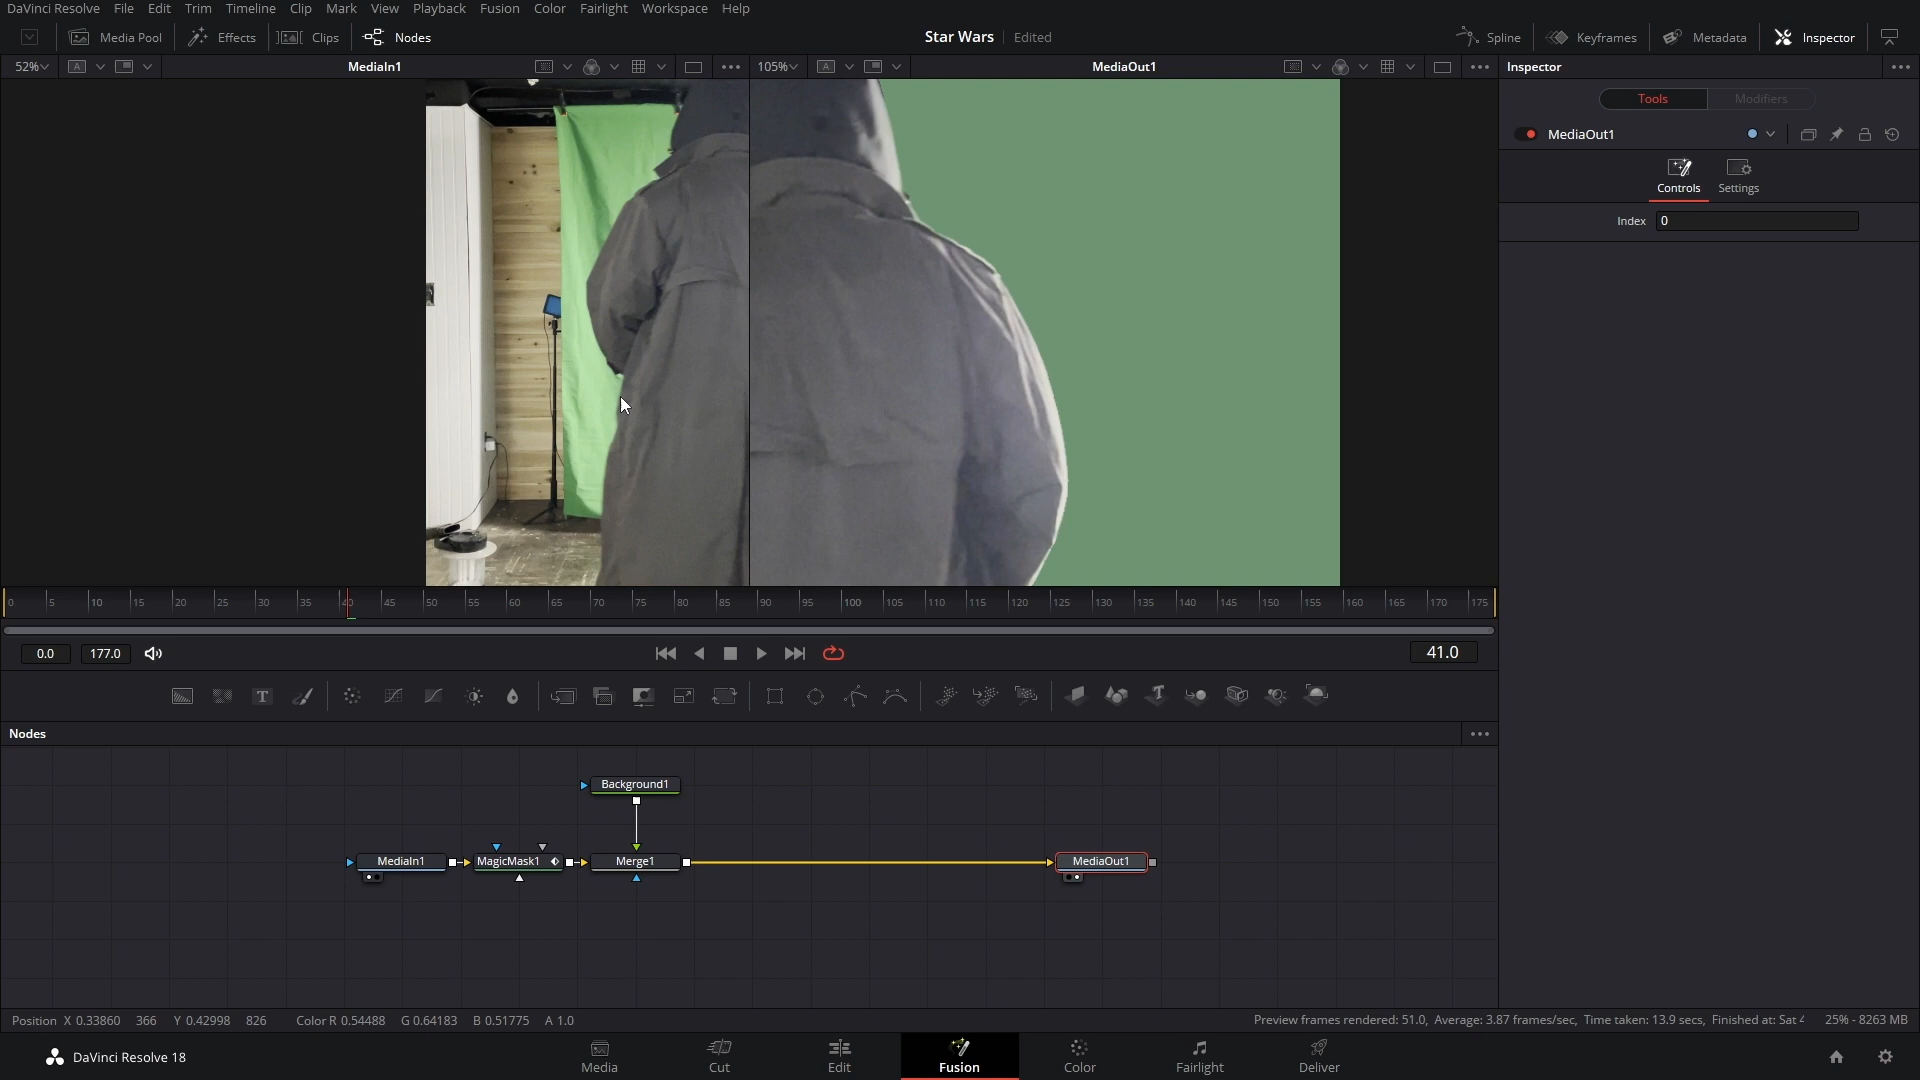 DaVinci Resolve File Edit Trim Timeline Clip Mark View Playback Fusion Color Fairlight Workspace Help
Media Pool Effects Clips Nodes Star Wars Edited Spline Keyframes Metadata Inspector
52% A MediaIn1 105% A MediaOut1 Inspector
Tools Modifiers
MediaOut1
Controls Settings
Index 0
0 5 10 15 20 25 30 35 40 45 50 55 60 65 70 75 80 85 90 95 100 105 110 115 120 125 130 135 140 145 150 155 160 165 170 175
0.0 177.0 41.0
T
Nodes
Background1
MediaIn1 MagicMask1 Merge1 MediaOut1
Position X 0.33860 366 Y 0.42998 826 Color R 0.54488 G 0.64183 B 0.51775 A 1.0 Preview frames rendered: 51.0, Average: 3.87 frames/sec, Time taken: 13.9 secs, Finished at: Sat 25% - 8263 MB
DaVinci Resolve 18 Media Cut Edit Fusion Color Fairlight Deliver